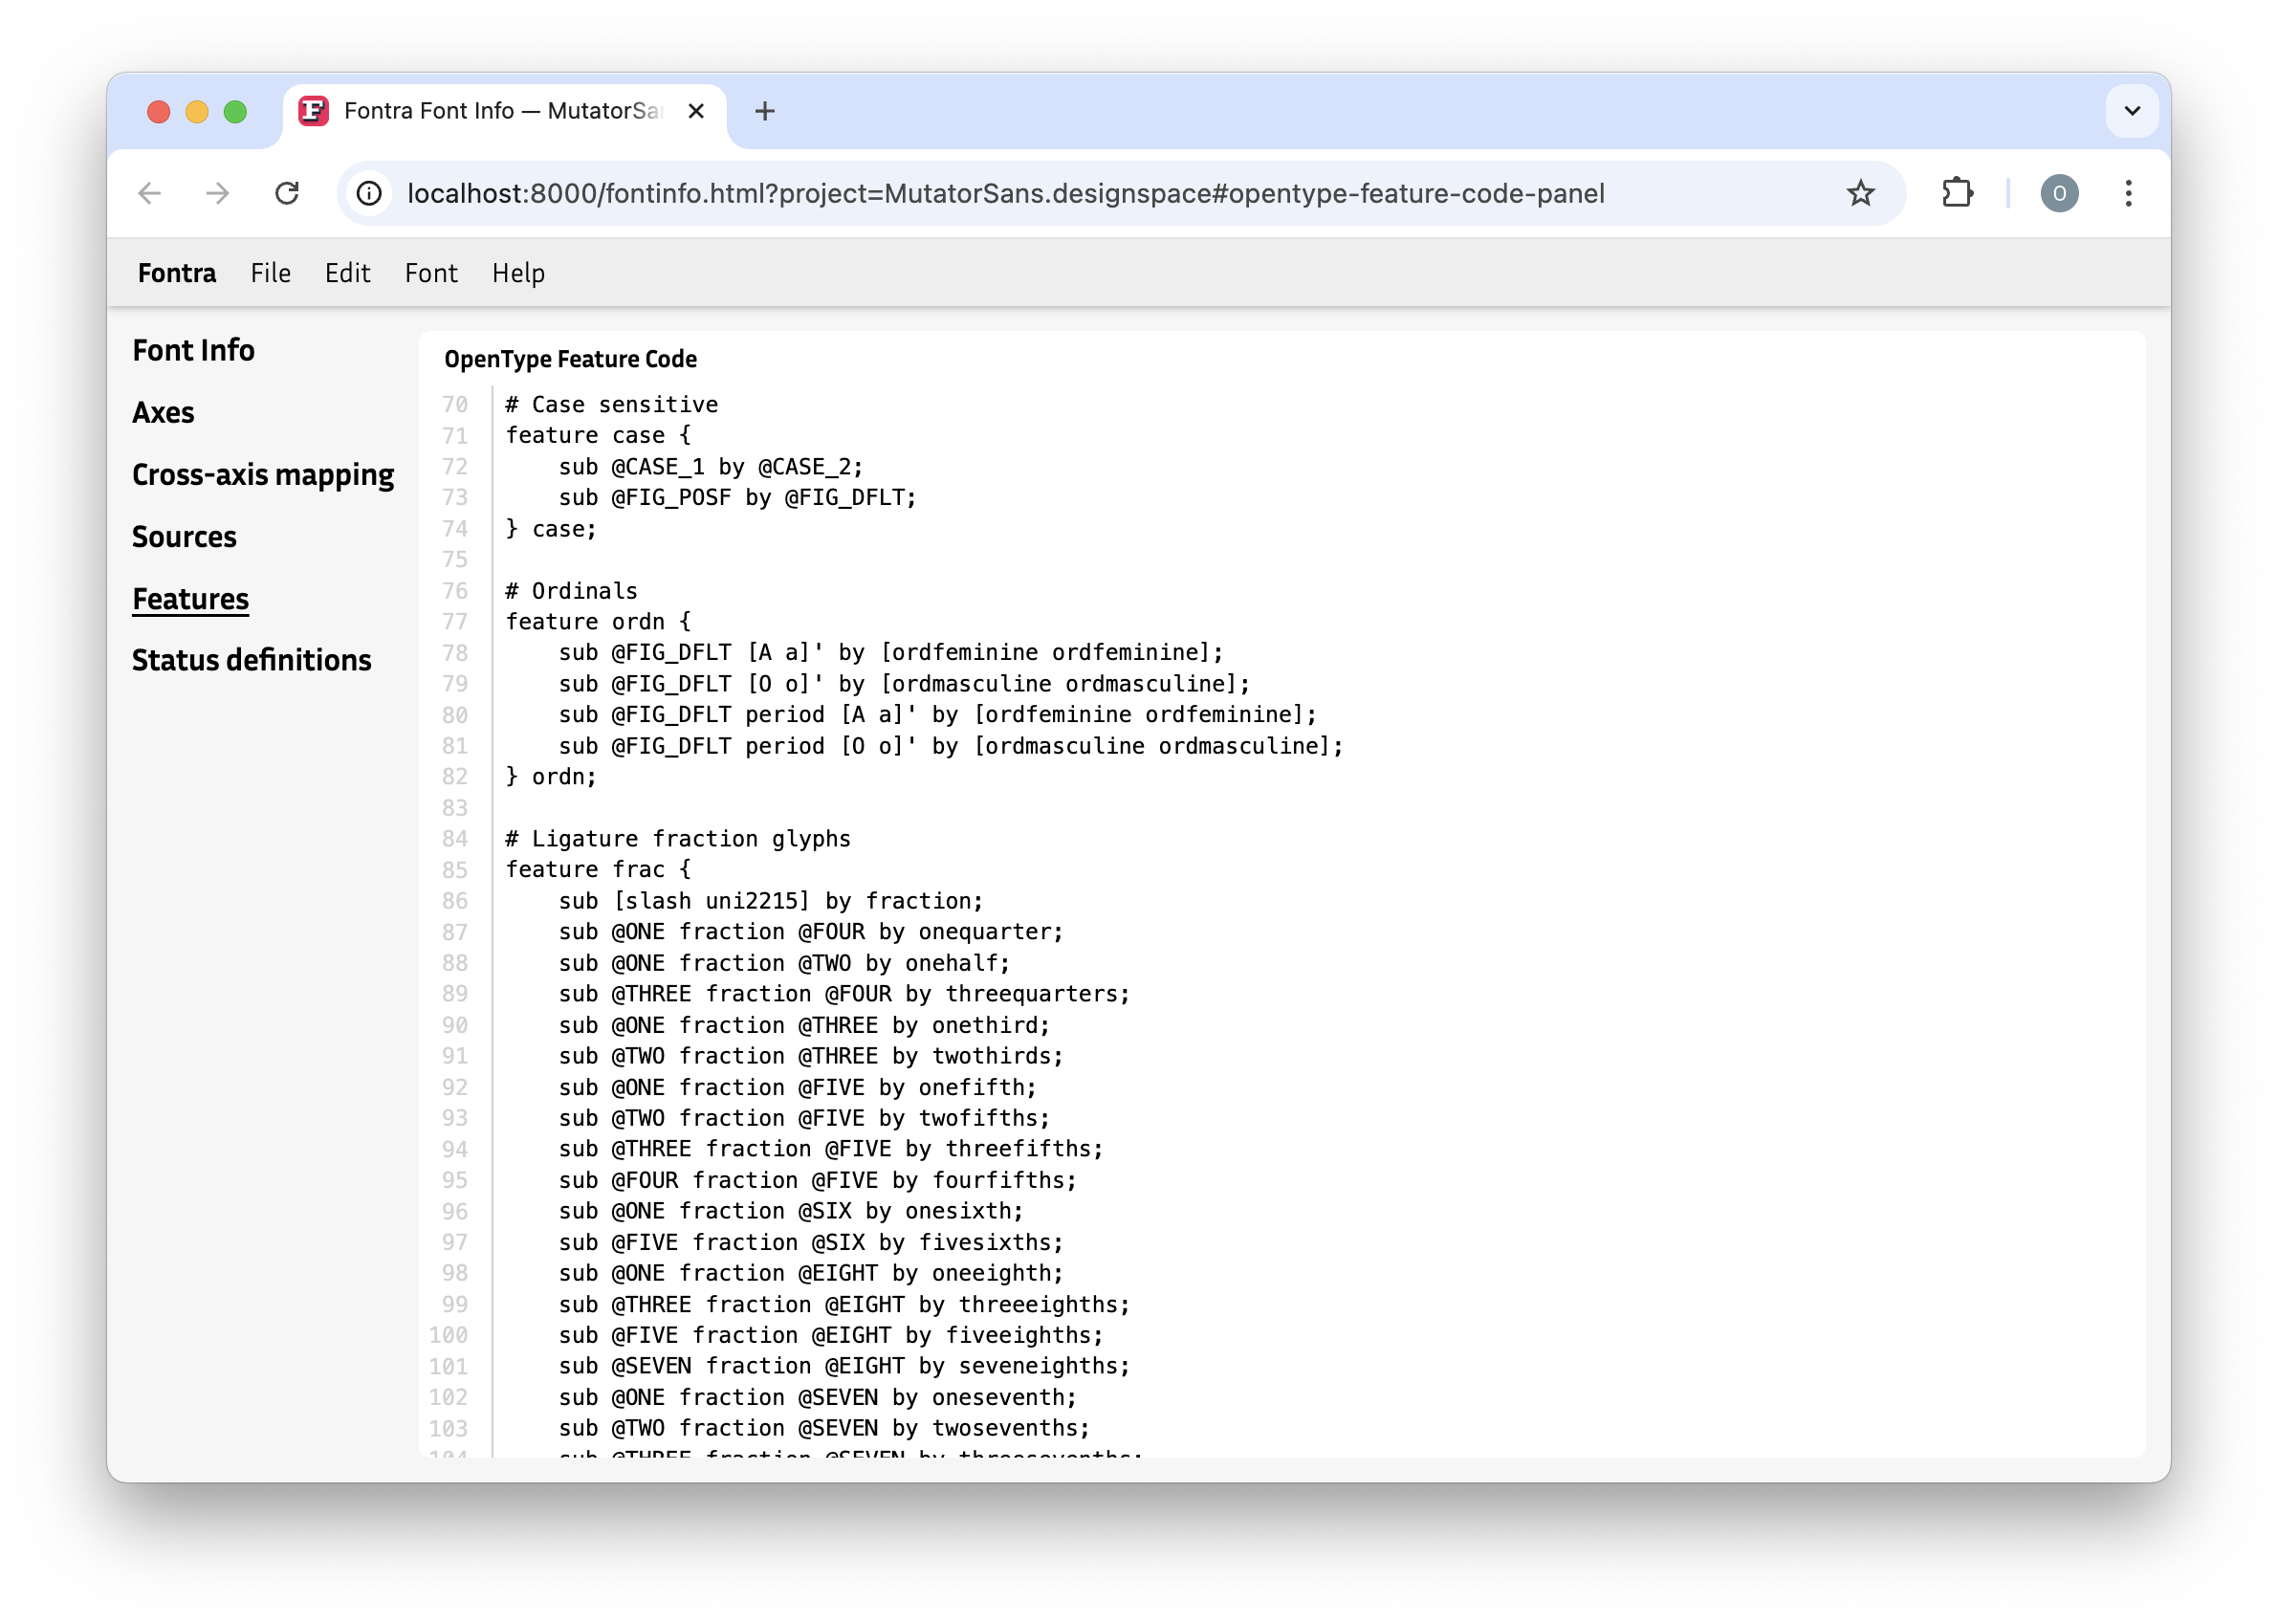 Fontra Font Info — MutatorSa
localhost:8000/fontinfo.html?project=MutatorSans.designspace#opentype-feature-code-panel
O
Fontra File Edit Font Help
Font Info
Axes
Cross-axis mapping
Sources
Features
Status definitions
OpenType Feature Code
70 # Case sensitive
71 feature case {
72     sub @CASE_1 by @CASE_2;
73     sub @FIG_POSF by @FIG_DFLT;
74 } case;
75
76 # Ordinals
77 feature ordn {
78     sub @FIG_DFLT [A a]' by [ordfeminine ordfeminine];
79     sub @FIG_DFLT [O o]' by [ordmasculine ordmasculine];
80     sub @FIG_DFLT period [A a]' by [ordfeminine ordfeminine];
81     sub @FIG_DFLT period [O o]' by [ordmasculine ordmasculine];
82 } ordn;
83
84 # Ligature fraction glyphs
85 feature frac {
86     sub [slash uni2215] by fraction;
87     sub @ONE fraction @FOUR by onequarter;
88     sub @ONE fraction @TWO by onehalf;
89     sub @THREE fraction @FOUR by threequarters;
90     sub @ONE fraction @THREE by onethird;
91     sub @TWO fraction @THREE by twothirds;
92     sub @ONE fraction @FIVE by onefifth;
93     sub @TWO fraction @FIVE by twofifths;
94     sub @THREE fraction @FIVE by threefifths;
95     sub @FOUR fraction @FIVE by fourfifths;
96     sub @ONE fraction @SIX by onesixth;
97     sub @FIVE fraction @SIX by fivesixths;
98     sub @ONE fraction @EIGHT by oneeighth;
99     sub @THREE fraction @EIGHT by threeeighths;
100     sub @FIVE fraction @EIGHT by fiveeighths;
101     sub @SEVEN fraction @EIGHT by seveneighths;
102     sub @ONE fraction @SEVEN by oneseventh;
103     sub @TWO fraction @SEVEN by twosevenths;
104     sub @THREE fraction @SEVEN by threesevenths;